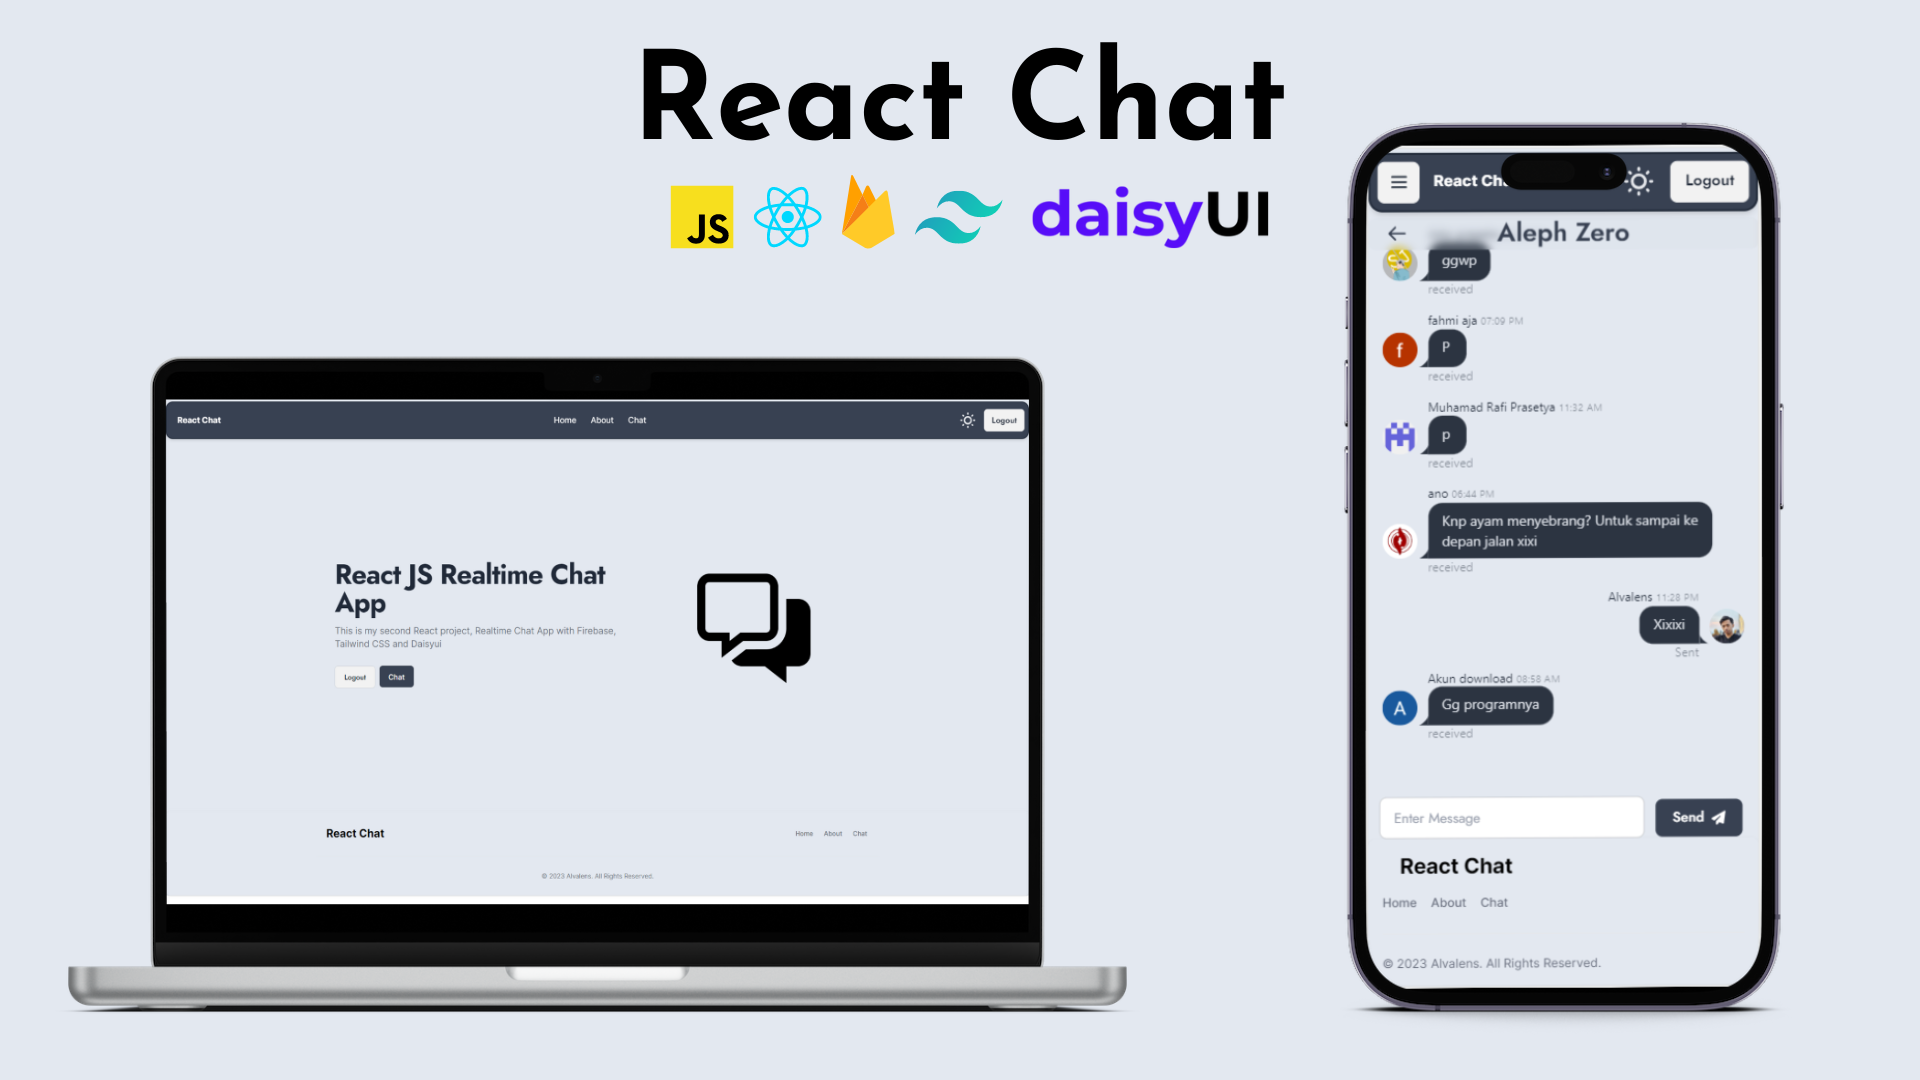 React Chat
JS
daisyUI
React Chat
Home About Chat
Logout
React JS Realtime Chat
App
This is my second React project, Realtime Chat App with Firebase,
Tailwind CSS and Daisyui
Logout Chat
React Chat
Home About Chat
© 2023 Alvalens. All Rights Reserved.
React Logout
Aleph Zero
ggwp
received
fahmi aja 07:09 PM
P
received
Muhamad Rafi Prasetya 11:32 AM
p
received
ano 06:44 PM
Knp ayam menyebrang? Untuk sampai ke
depan jalan xixi
received
Alvalens 11:28 PM
Xixixi
Sent
Akun download 08:58 AM
A
Gg programnya
received
Enter Message
Send
React Chat
Home About Chat
© 2023 Alvalens. All Rights Reserved.